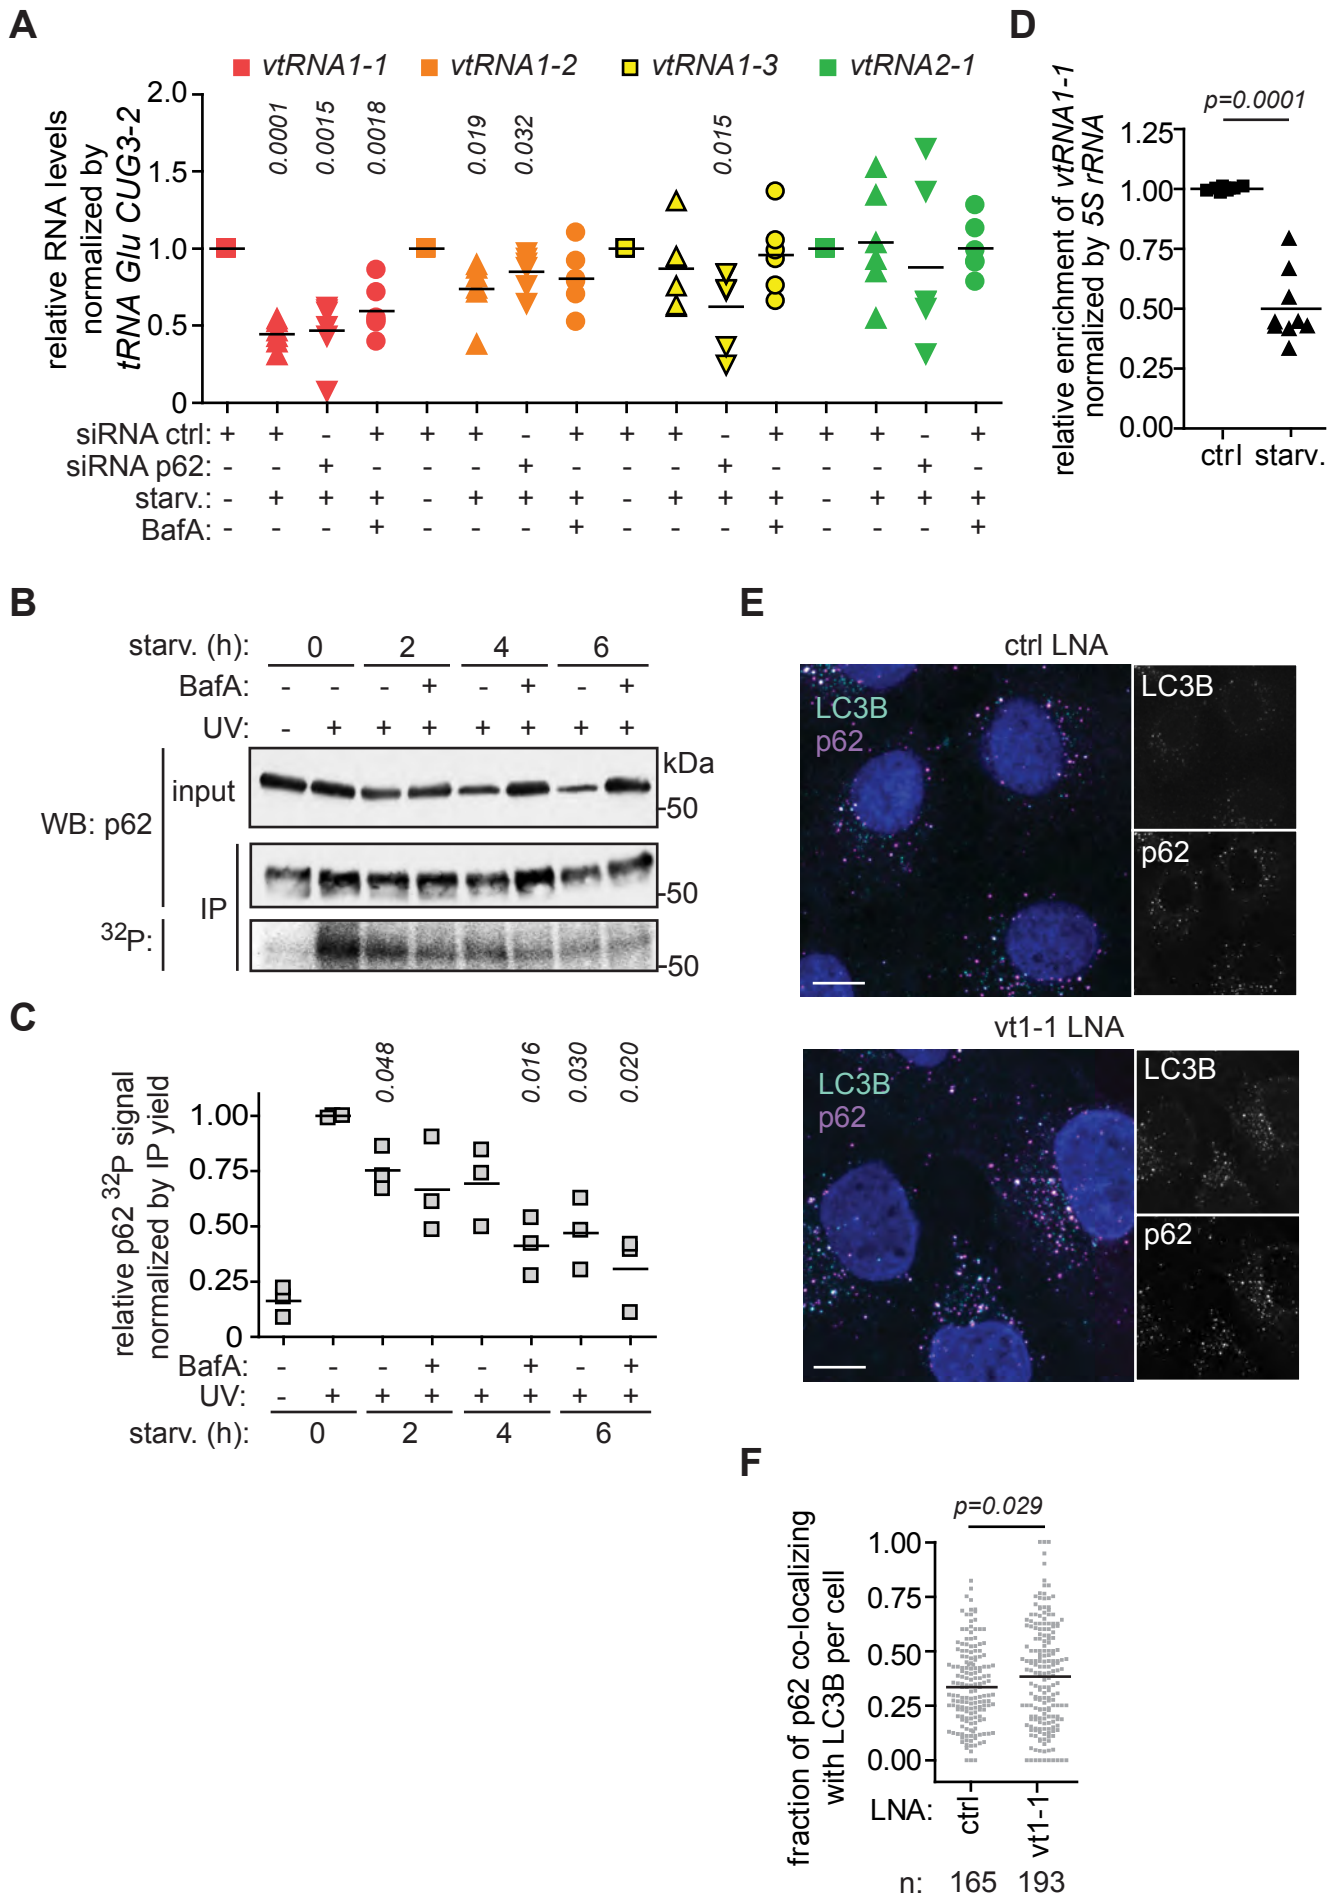 A
vtRNA1-1 vtRNA1-2 vtRNA1-3 vtRNA2-1
relative RNA levels
normalized by
tRNA Glu CUG3-2
2.0
1.5
1.0
0.5
0
0.0001 0.0015 0.0018 0.019 0.032 0.015
siRNA ctrl: + + - + + + - + + + - + + + - +
siRNA p62: - - + - - - + - - - + - - - + -
starv.: - + + + - + + + - + + + - + + +
BafA: - - - + - - - + - - - + - - - +
D
p=0.0001
relative enrichment of vtRNA1-1
normalized by 5S rRNA
1.25
1.00
0.75
0.50
0.25
0.00
ctrl starv.
B
starv. (h): 0 2 4 6
BafA: - - - + - + - +
UV: - + + + + + + +
WB: p62
input
kDa
-50
IP
-50
32P:
-50
C
relative p62 32P signal
normalized by IP yield
1.00
0.75
0.50
0.25
0
0.048 0.016 0.030 0.020
BafA: - - - + - + - +
UV: - + + + + + + +
starv. (h): 0 2 4 6
E
ctrl LNA
LC3B
p62
LC3B
p62
vt1-1 LNA
LC3B
p62
LC3B
p62
F
p=0.029
fraction of p62 co-localizing
with LC3B per cell
1.00
0.75
0.50
0.25
0.00
LNA: ctrl vt1-1
n: 165 193